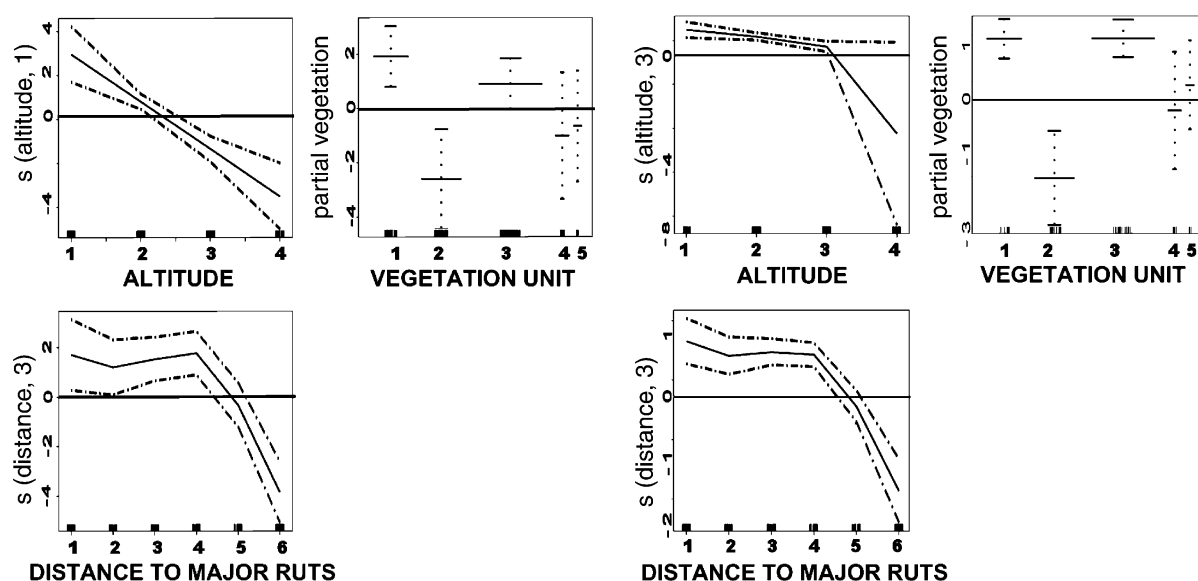 s (altitude, 1)
4
2
0
-4
1 2 3 4
ALTITUDE
partial vegetation
2
0
-2
-4
1 2 3 4 5
VEGETATION UNIT
s (altitude, 3)
0
-4
-8
1 2 3 4
ALTITUDE
partial vegetation
1
0
-1
-3
1 2 3 4 5
VEGETATION UNIT
s (distance, 3)
2
0
-2
-4
1 2 3 4 5 6
DISTANCE TO MAJOR RUTS
s (distance, 3)
1
0
-1
-2
1 2 3 4 5 6
DISTANCE TO MAJOR RUTS